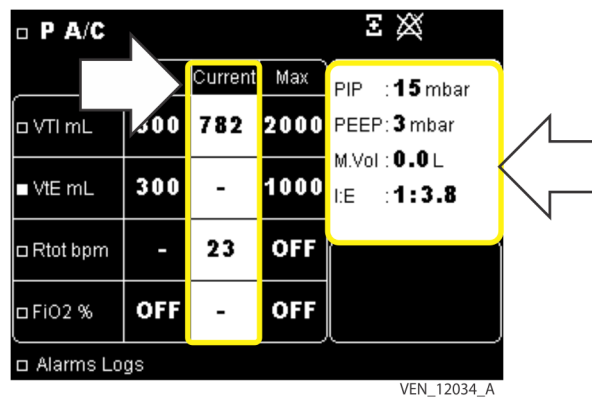 P A/C
Current Max
VTI mL 782 2000
VtE mL 300 - 1000
Rtot bpm - 23 OFF
FiO2 % OFF - OFF
PIP : 15 mbar
PEEP: 3 mbar
M.Vol : 0.0 L
I:E : 1:3.8
Alarms Logs
VEN_12034_A